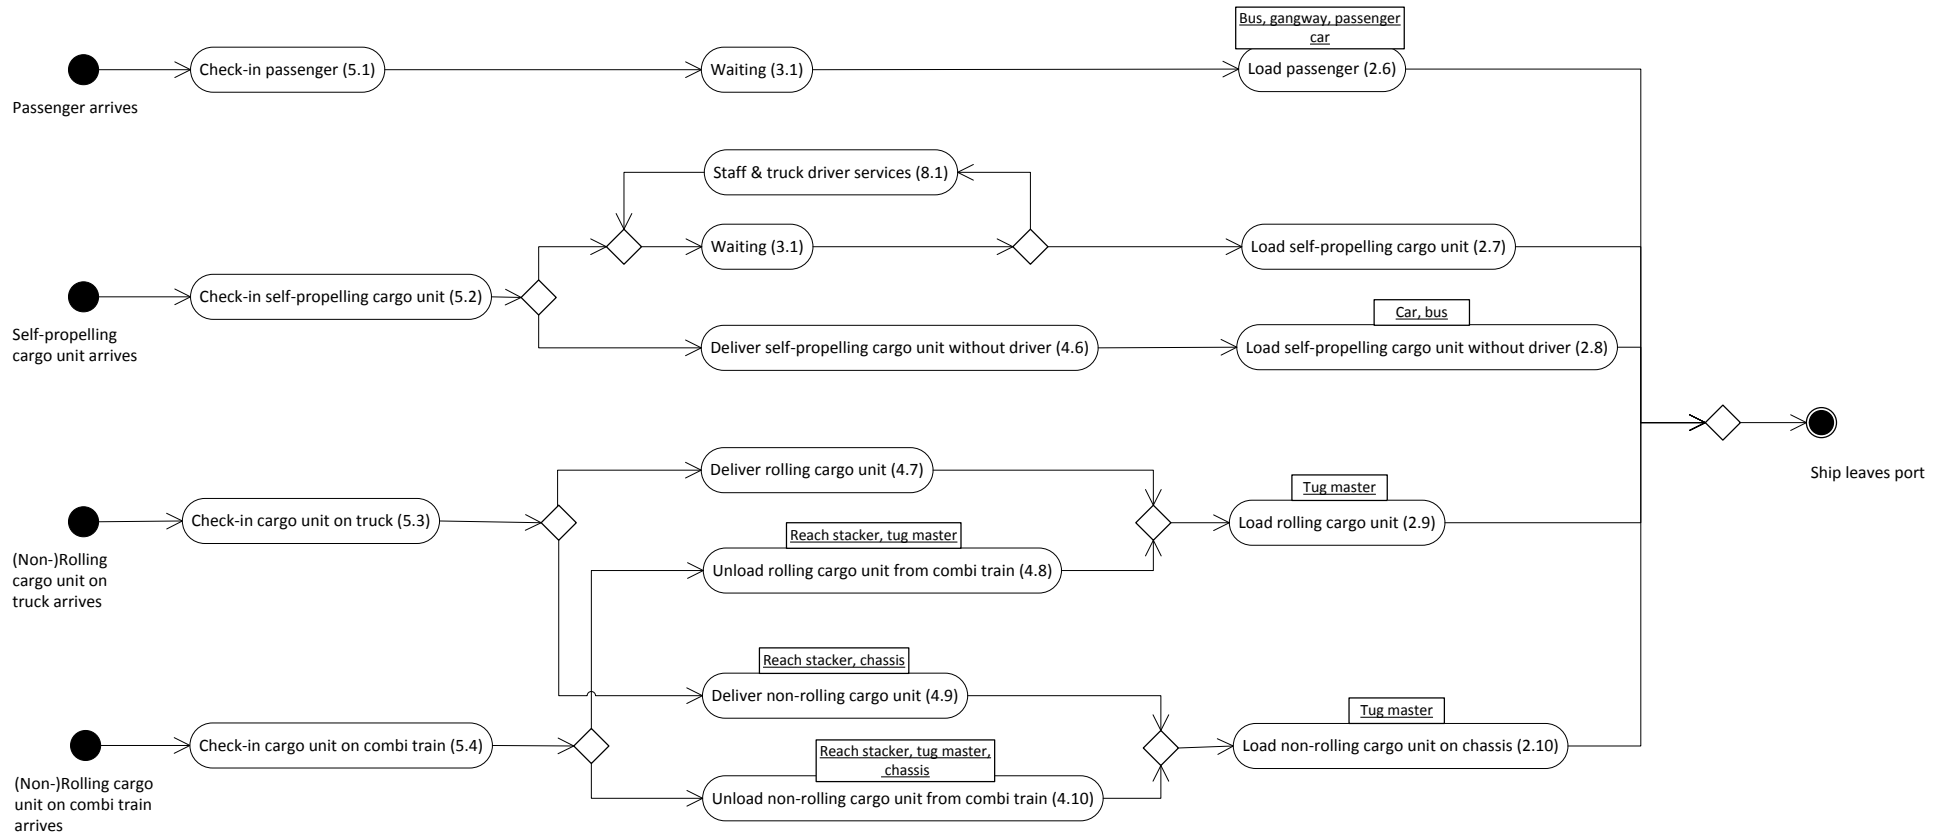 Bus, gangway, passenger
car
Check-in passenger (5.1)
Waiting (3.1)
Load passenger (2.6)
Passenger arrives
Staff & truck driver services (8.1)
Waiting (3.1)
Load self-propelling cargo unit (2.7)
Check-in self-propelling cargo unit (5.2)
Car, bus
Self-propelling
cargo unit arrives
Deliver self-propelling cargo unit without driver (4.6)
Load self-propelling cargo unit without driver (2.8)
Ship leaves port
Deliver rolling cargo unit (4.7)
Tug master
Check-in cargo unit on truck (5.3)
Load rolling cargo unit (2.9)
Reach stacker, tug master
(Non-)Rolling
cargo unit on
truck arrives
Unload rolling cargo unit from combi train (4.8)
Reach stacker, chassis
Deliver non-rolling cargo unit (4.9)
Tug master
Check-in cargo unit on combi train (5.4)
Load non-rolling cargo unit on chassis (2.10)
Reach stacker, tug master,
chassis
(Non-)Rolling cargo
unit on combi train
arrives
Unload non-rolling cargo unit from combi train (4.10)